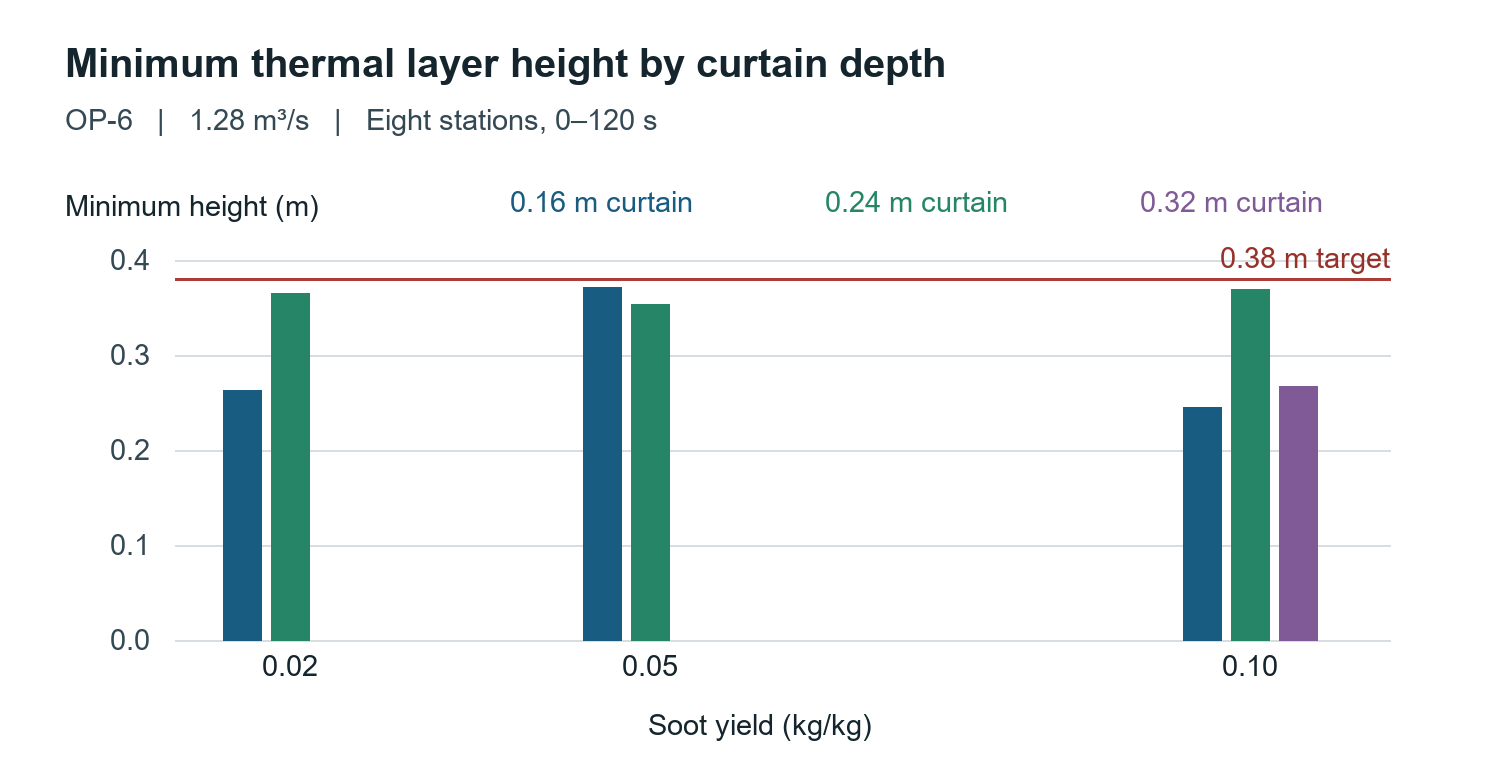 Minimum thermal layer height by curtain depth
OP-6 | 1.28 m³/s | Eight stations, 0–120 s
Minimum height (m)
0.16 m curtain
0.24 m curtain
0.32 m curtain
0.38 m target
0.4
0.3
0.2
0.1
0.0
0.02
0.05
0.10
Soot yield (kg/kg)